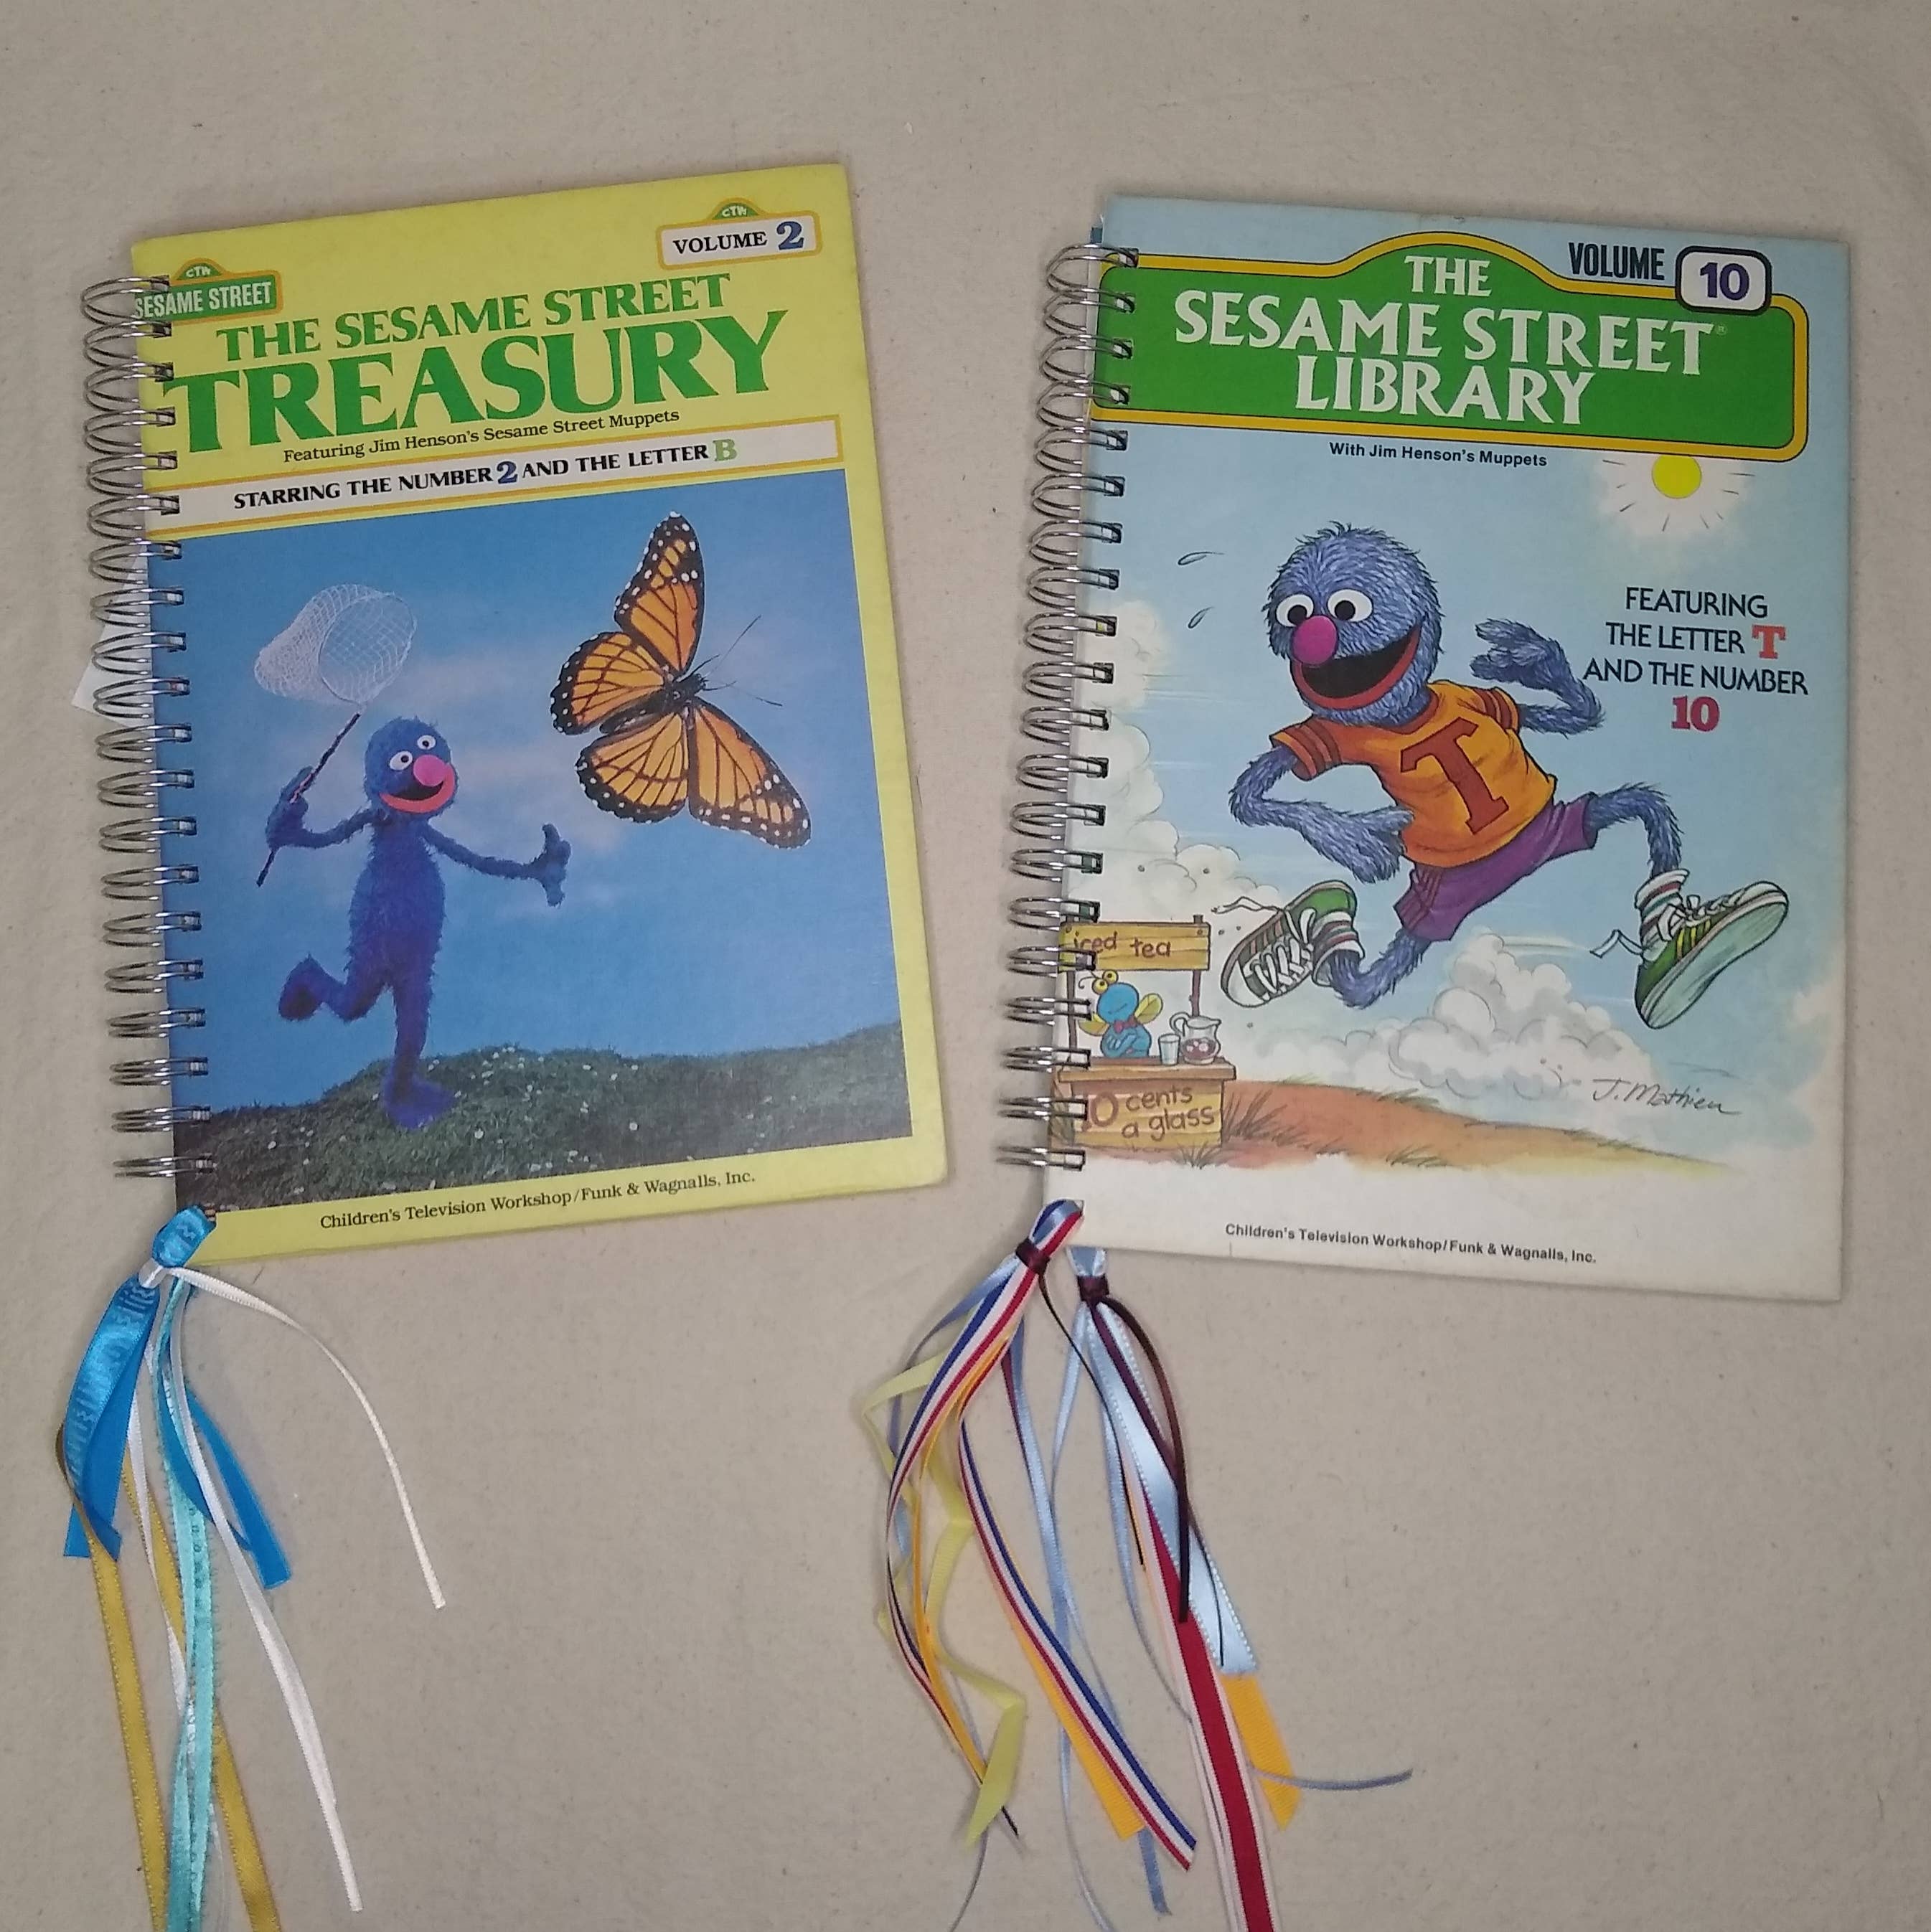 CTW
SESAME STREET
CTW
VOLUME 2
THE SESAME STREET
TREASURY
Featuring Jim Henson's Sesame Street Muppets
STARRING THE NUMBER 2 AND THE LETTER B
Children's Television Workshop/Funk & Wagnalls, Inc.
VOLUME 10
THE
SESAME STREET®
LIBRARY
With Jim Henson's Muppets
FEATURING
THE LETTER T
AND THE NUMBER
10
T
iced tea
10 cents
a glass
J. Mathieu
Children's Television Workshop/Funk & Wagnalls, Inc.